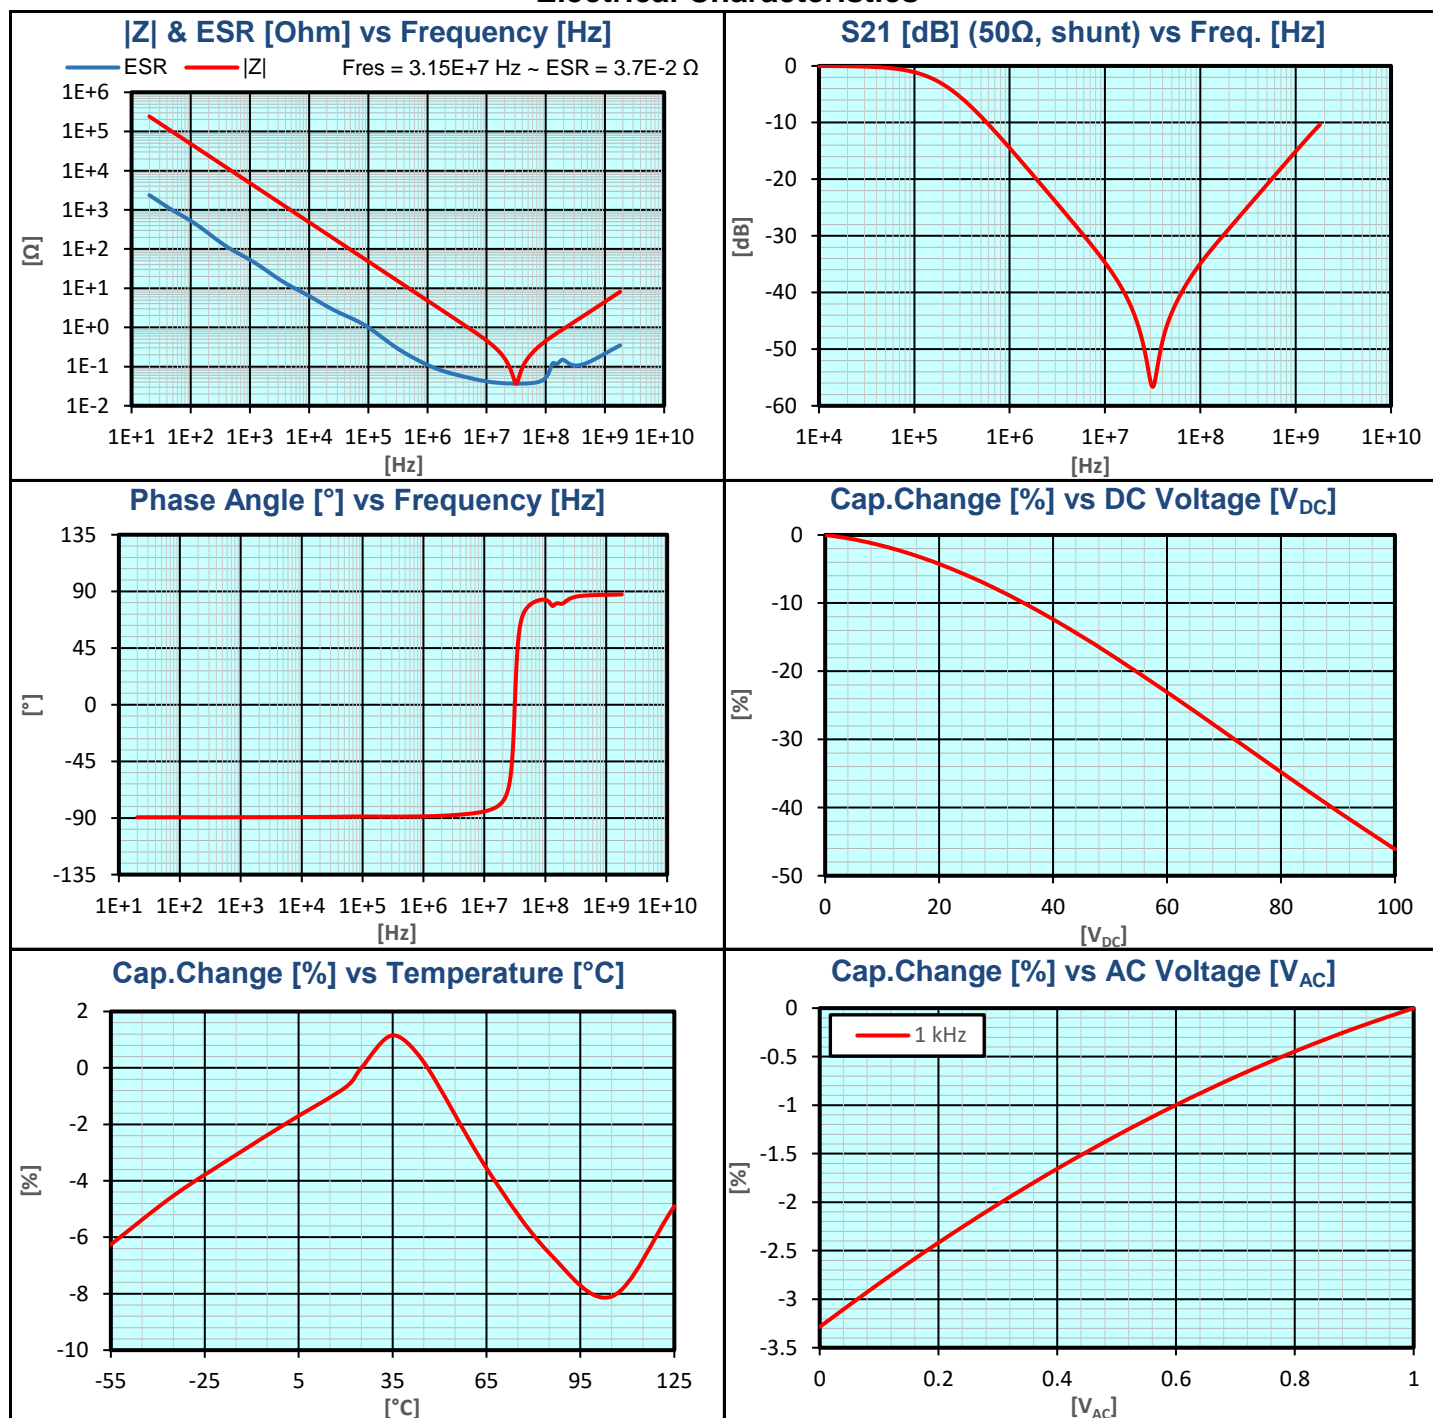 Electrical Characteristics
|Z| & ESR [Ohm] vs Frequency [Hz]
ESR |Z| Fres = 3.15E+7 Hz ~ ESR = 3.7E-2 Ω
1E+6
1E+5
1E+4
1E+3
1E+2
1E+1
1E+0
1E-1
1E-2
[Ω]
1E+1 1E+2 1E+3 1E+4 1E+5 1E+6 1E+7 1E+8 1E+9 1E+10
[Hz]
S21 [dB] (50Ω, shunt) vs Freq. [Hz]
0
-10
-20
-30
-40
-50
-60
[dB]
1E+4 1E+5 1E+6 1E+7 1E+8 1E+9 1E+10
[Hz]
Phase Angle [°] vs Frequency [Hz]
135
90
45
0
-45
-90
-135
[°]
1E+1 1E+2 1E+3 1E+4 1E+5 1E+6 1E+7 1E+8 1E+9 1E+10
[Hz]
Cap.Change [%] vs DC Voltage [VDC]
0
-10
-20
-30
-40
-50
[%]
0 20 40 60 80 100
[VDC]
Cap.Change [%] vs Temperature [°C]
2
0
-2
-4
-6
-8
-10
[%]
-55 -25 5 35 65 95 125
[°C]
Cap.Change [%] vs AC Voltage [VAC]
1 kHz
0
-0.5
-1
-1.5
-2
-2.5
-3
-3.5
[%]
0 0.2 0.4 0.6 0.8 1
[VAC]